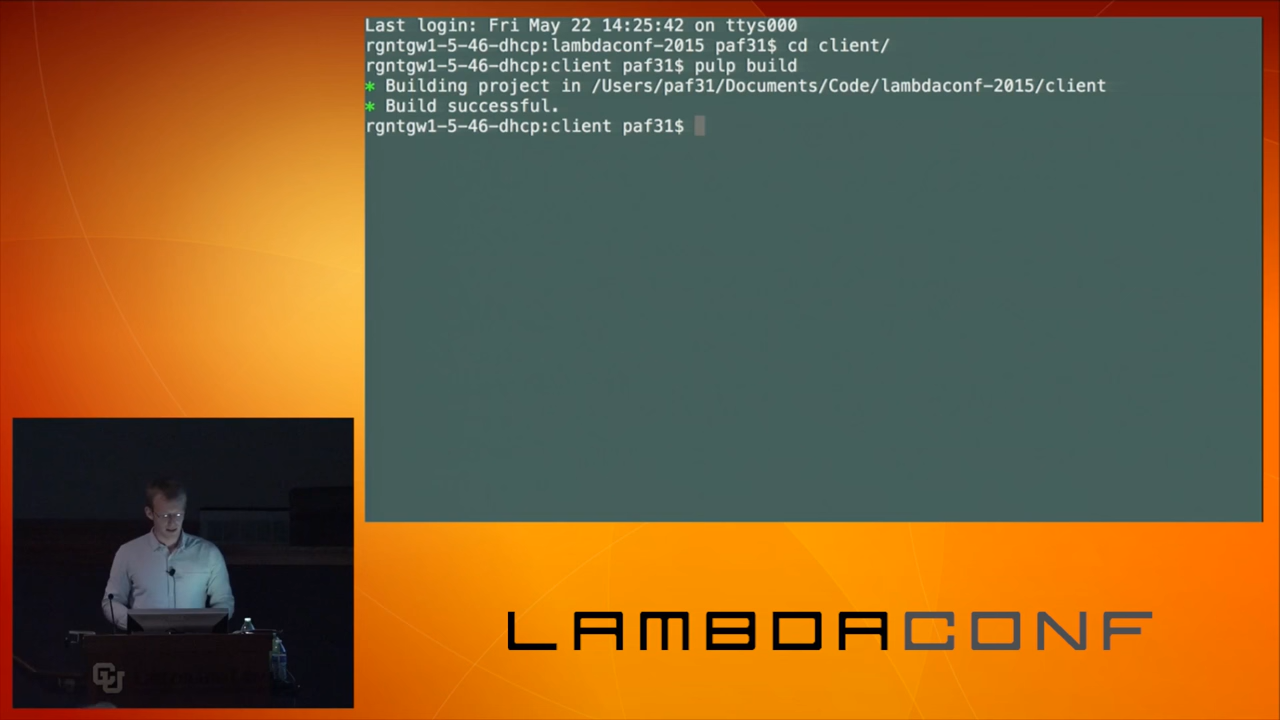 Last login: Fri May 22 14:25:42 on ttys000
rgntgw1-5-46-dhcp:lambdaconf-2015 paf31$ cd client/
rgntgw1-5-46-dhcp:client paf31$ pulp build
* Building project in /Users/paf31/Documents/Code/lambdaconf-2015/client
* Build successful.
rgntgw1-5-46-dhcp:client paf31$
CU
LAMBDACONF